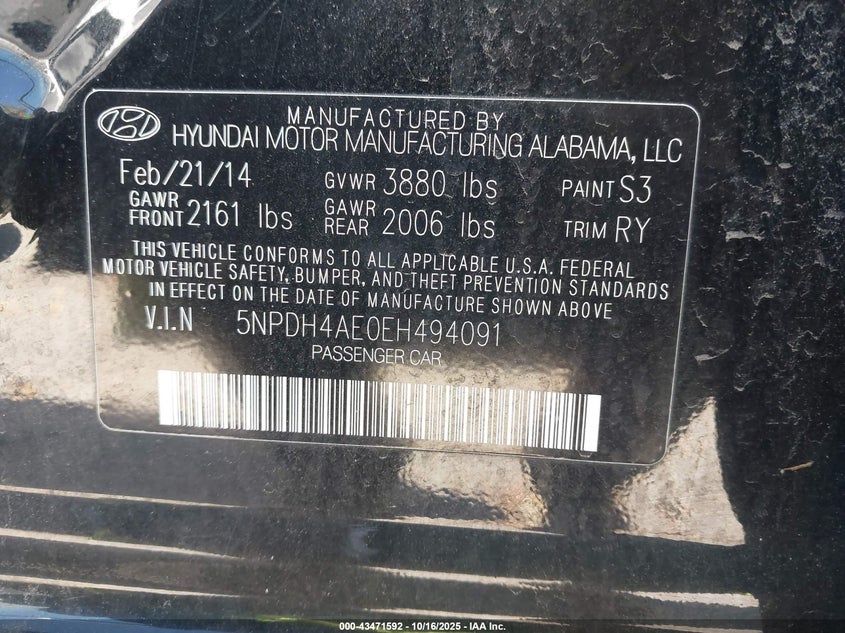 MANUFACTURED BY
HYUNDAI MOTOR MANUFACTURING ALABAMA, LLC
Feb/21/14 GVWR 3880 lbs PAINT S3
GAWR FRONT 2161 lbs GAWR REAR 2006 lbs TRIM RY
THIS VEHICLE CONFORMS TO ALL APPLICABLE U.S.A. FEDERAL
MOTOR VEHICLE SAFETY, BUMPER, AND THEFT PREVENTION STANDARDS
IN EFFECT ON THE DATE OF MANUFACTURE SHOWN ABOVE
V.I.N 5NPDH4AE0EH494091
PASSENGER CAR
000-43471592 - 10/16/2025 - IAA Inc.